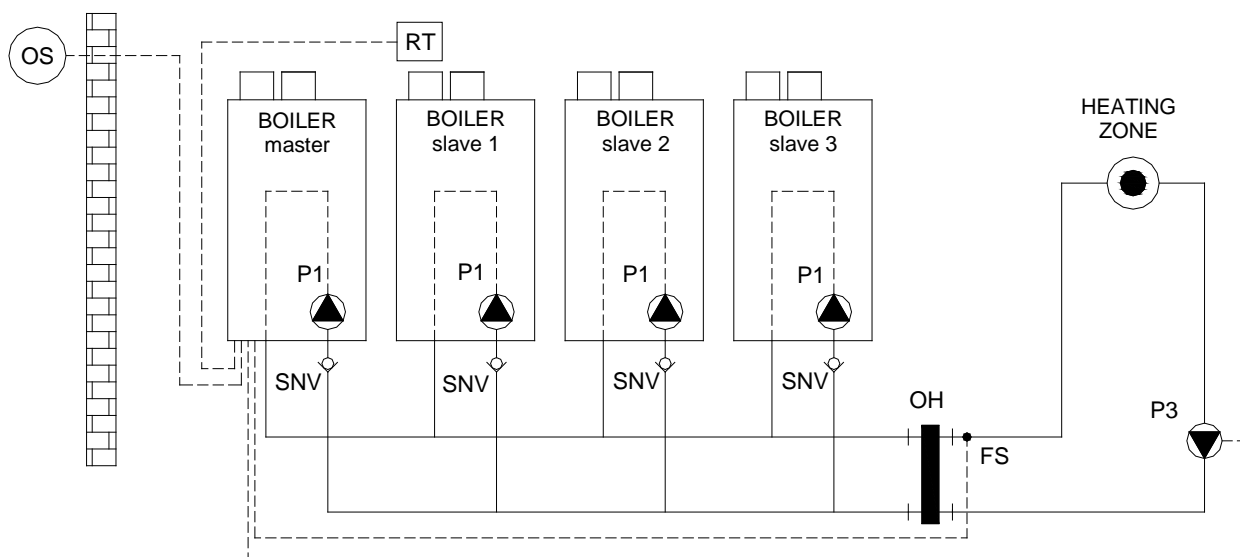 OS
RT
BOILER
master
BOILER
slave 1
BOILER
slave 2
BOILER
slave 3
HEATING
ZONE
P1
P1
P1
P1
SNV
SNV
SNV
SNV
OH
FS
P3